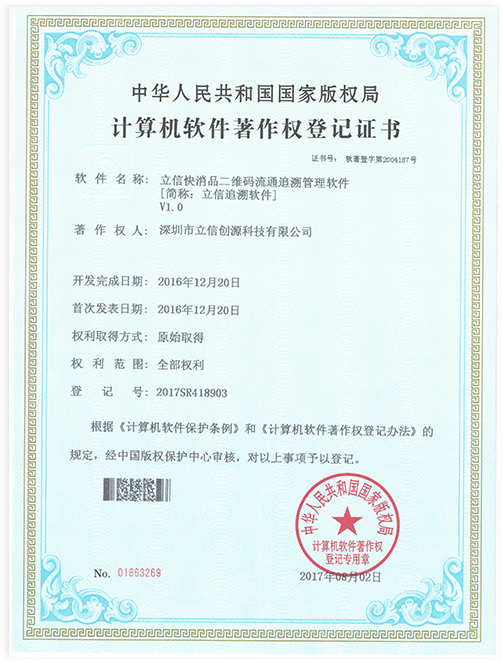 中华人民共和国国家版权局
计算机软件著作权登记证书
证书号: 软著登字第2004187号
软件名称: 立信快消品二维码流通追溯管理软件
[简称: 立信追溯软件]
V1.0
著作权人: 深圳市立信创源科技有限公司
开发完成日期: 2016年12月20日
首次发表日期: 2016年12月20日
权利取得方式: 原始取得
权利范围: 全部权利
登记号: 2017SR418903
根据《计算机软件保护条例》和《计算机软件著作权登记办法》的
规定，经中国版权保护中心审核，对以上事项予以登记。
中华人民共和国国家版权局
计算机软件著作权
登记专用章
No. 01863269
2017年08月02日